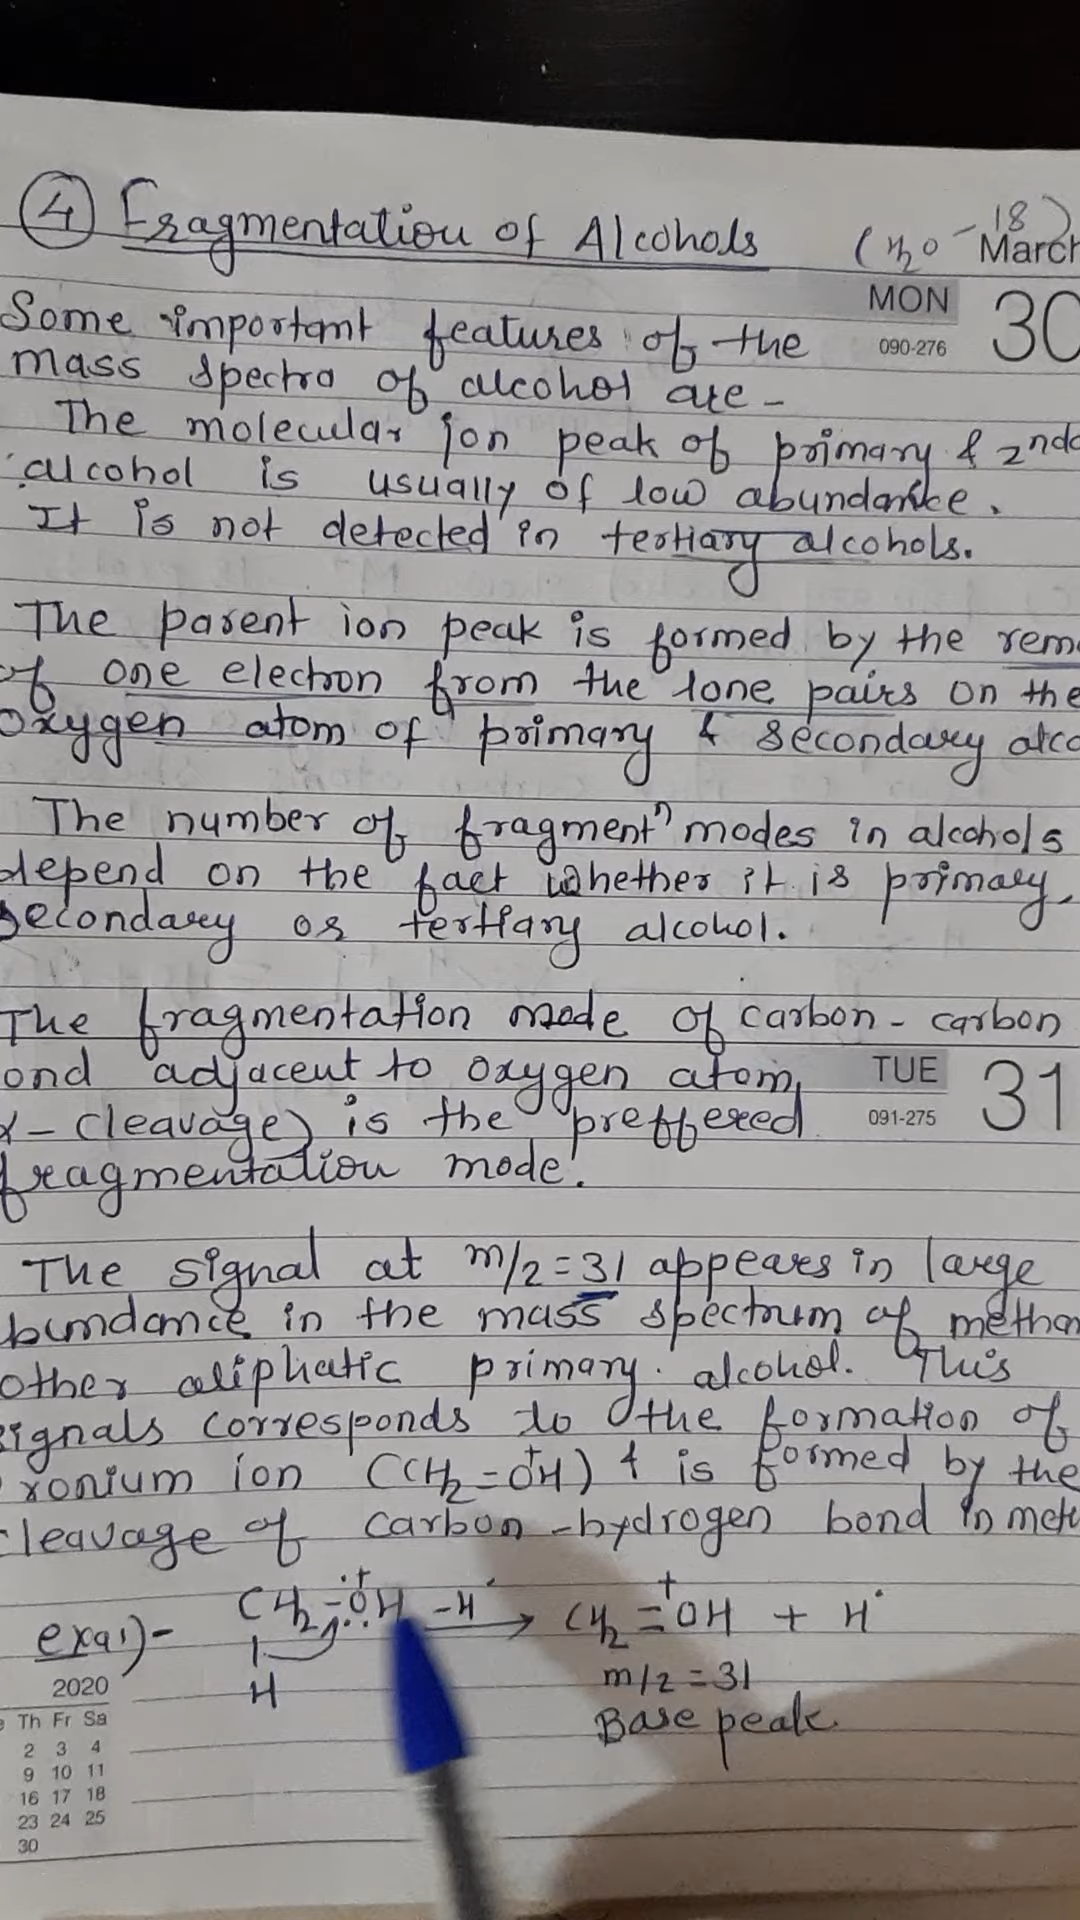 ④ Fragmentation of Alcohols (H2O - 18)
March
MON 30
090-276
Some important features of the
mass spectra of alcohol are -
The molecular ion peak of primary & 2nd
alcohol is usually of low abundance.
It is not detected in tertiary alcohols.
The parent ion peak is formed by the rem
of one electron from the lone pairs on the
oxygen atom of primary & secondary alco
The number of fragmentⁿ modes in alcohols
depend on the fact whether it is primary,
secondary or tertiary alcohol.
The fragmentation mode of carbon - carbon
ond adjacent to oxygen atom,
TUE 31
091-275
α - cleavage) is the preffered
fragmentation mode.
The signal at m/z = 31 appears in large
bundance in the mass spectrum of methan
other aliphatic primary alcohol. This
signals corresponds to the formation of
oxonium ion (CH2=O⁺H) & is formed by the
cleavage of carbon - hydrogen bond in meth
exa:)- CH2-OH.+ -H. → CH2=OH+ + H.
H
m/z = 31
Base peak
2020
Th Fr Sa
2 3 4
9 10 11
16 17 18
23 24 25
30